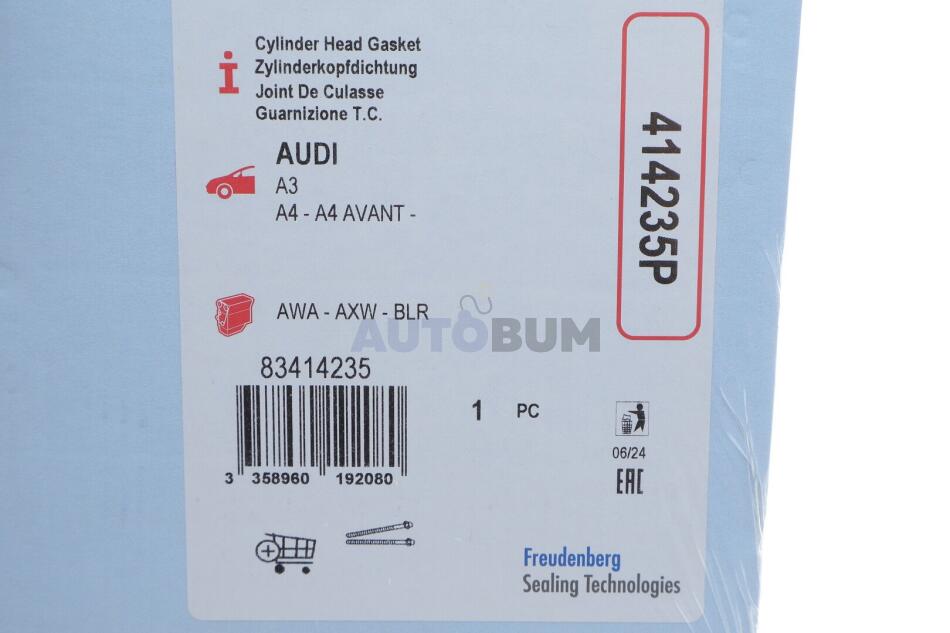 Cylinder Head Gasket
Zylinderkopfdichtung
Joint De Culasse
Guarnizione T.C.
AUDI
A3
A4 - A4 AVANT -
414235P
AWA - AXW - BLR
AUTOBUM
83414235
3 358960 192080
1 PC
06/24
EAC
Freudenberg
Sealing Technologies